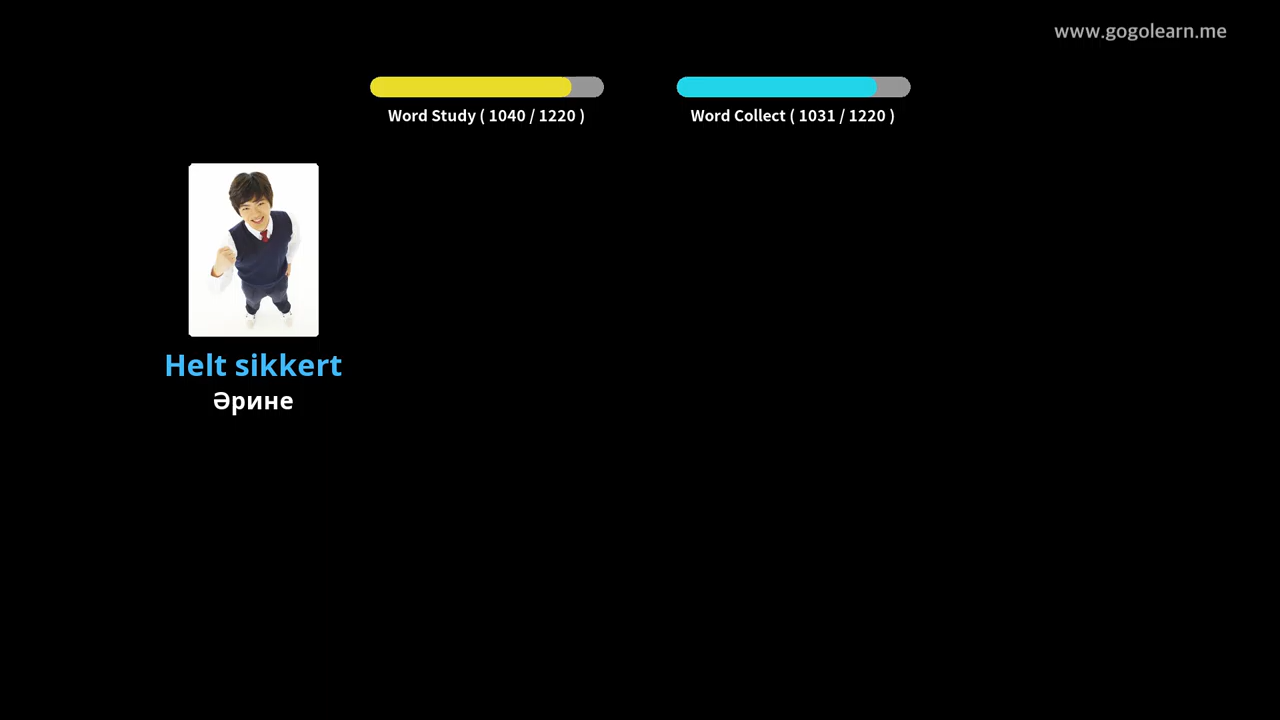 www.gogolearn.me
Word Study ( 1040 / 1220 )
Word Collect ( 1031 / 1220 )
Helt sikkert
Әрине